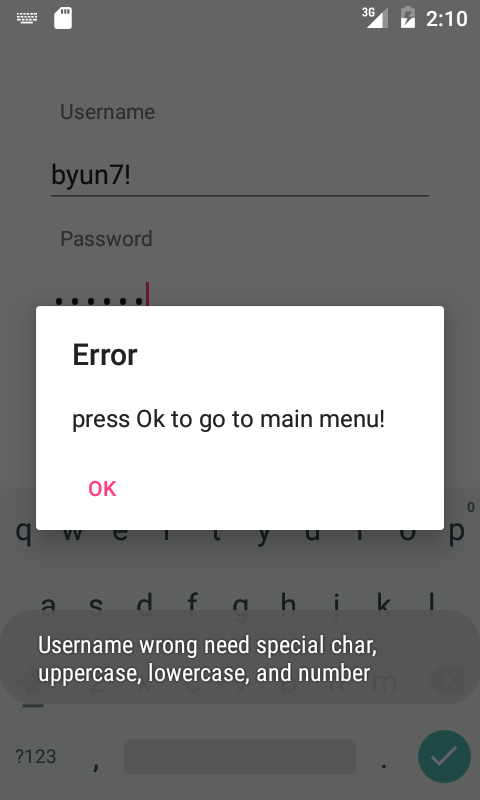 3G 2:10
Username
byun7!
Password
Error
press Ok to go to main menu!
OK
0
q w e r t y u i o p
a s d f g h j k l
Username wrong need special char,
uppercase, lowercase, and number
z x c v b n m
?123 , .